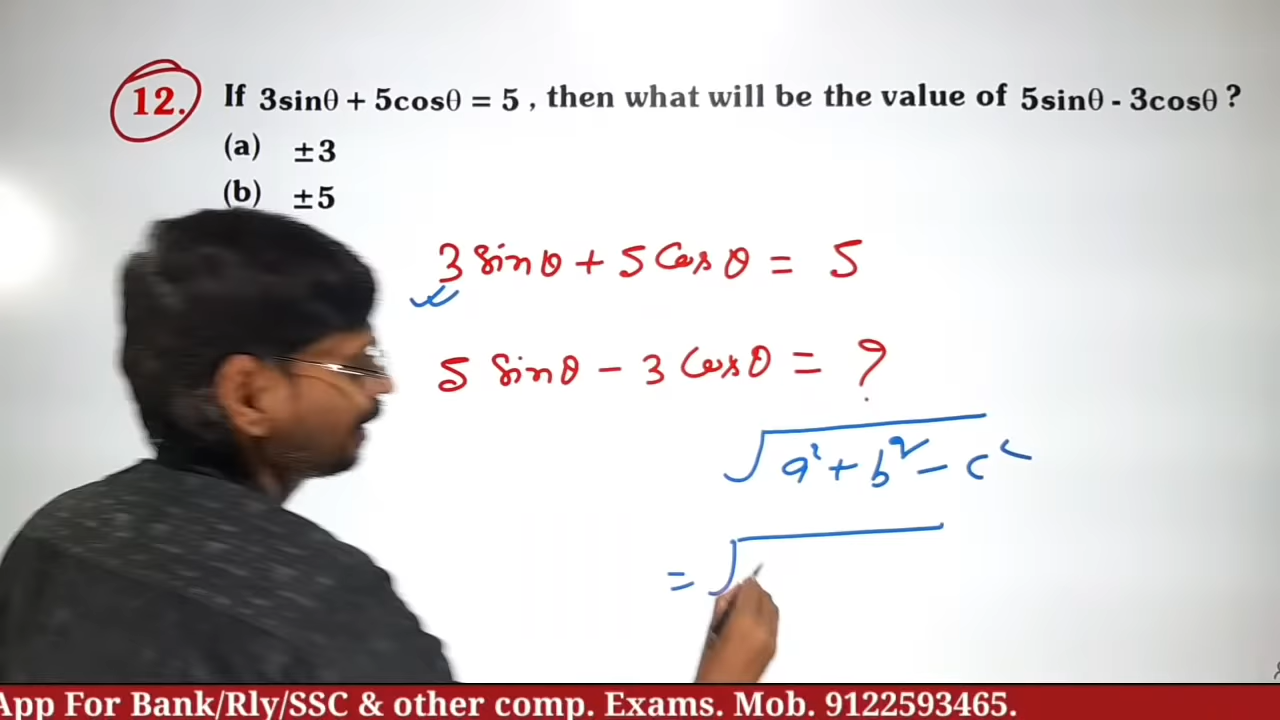 12. If 3sinθ + 5cosθ = 5 , then what will be the value of 5sinθ - 3cosθ ?
(a) ±3
(b) ±5
3 sinθ + 5 cosθ = 5
5 sinθ - 3 cosθ = ?
√a² + b² - c²
= √
App For Bank/Rly/SSC & other comp. Exams. Mob. 9122593465.